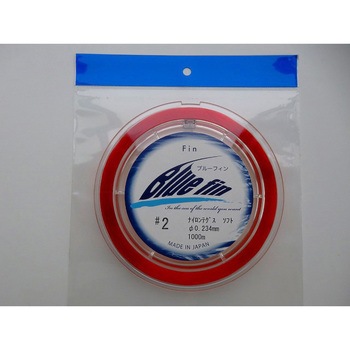 Fin
ブルーフィン
Blue fin
In the sea of the world you want
#2
ナイロンテグス ソフト
φ0.234mm
1000m
MADE IN JAPAN